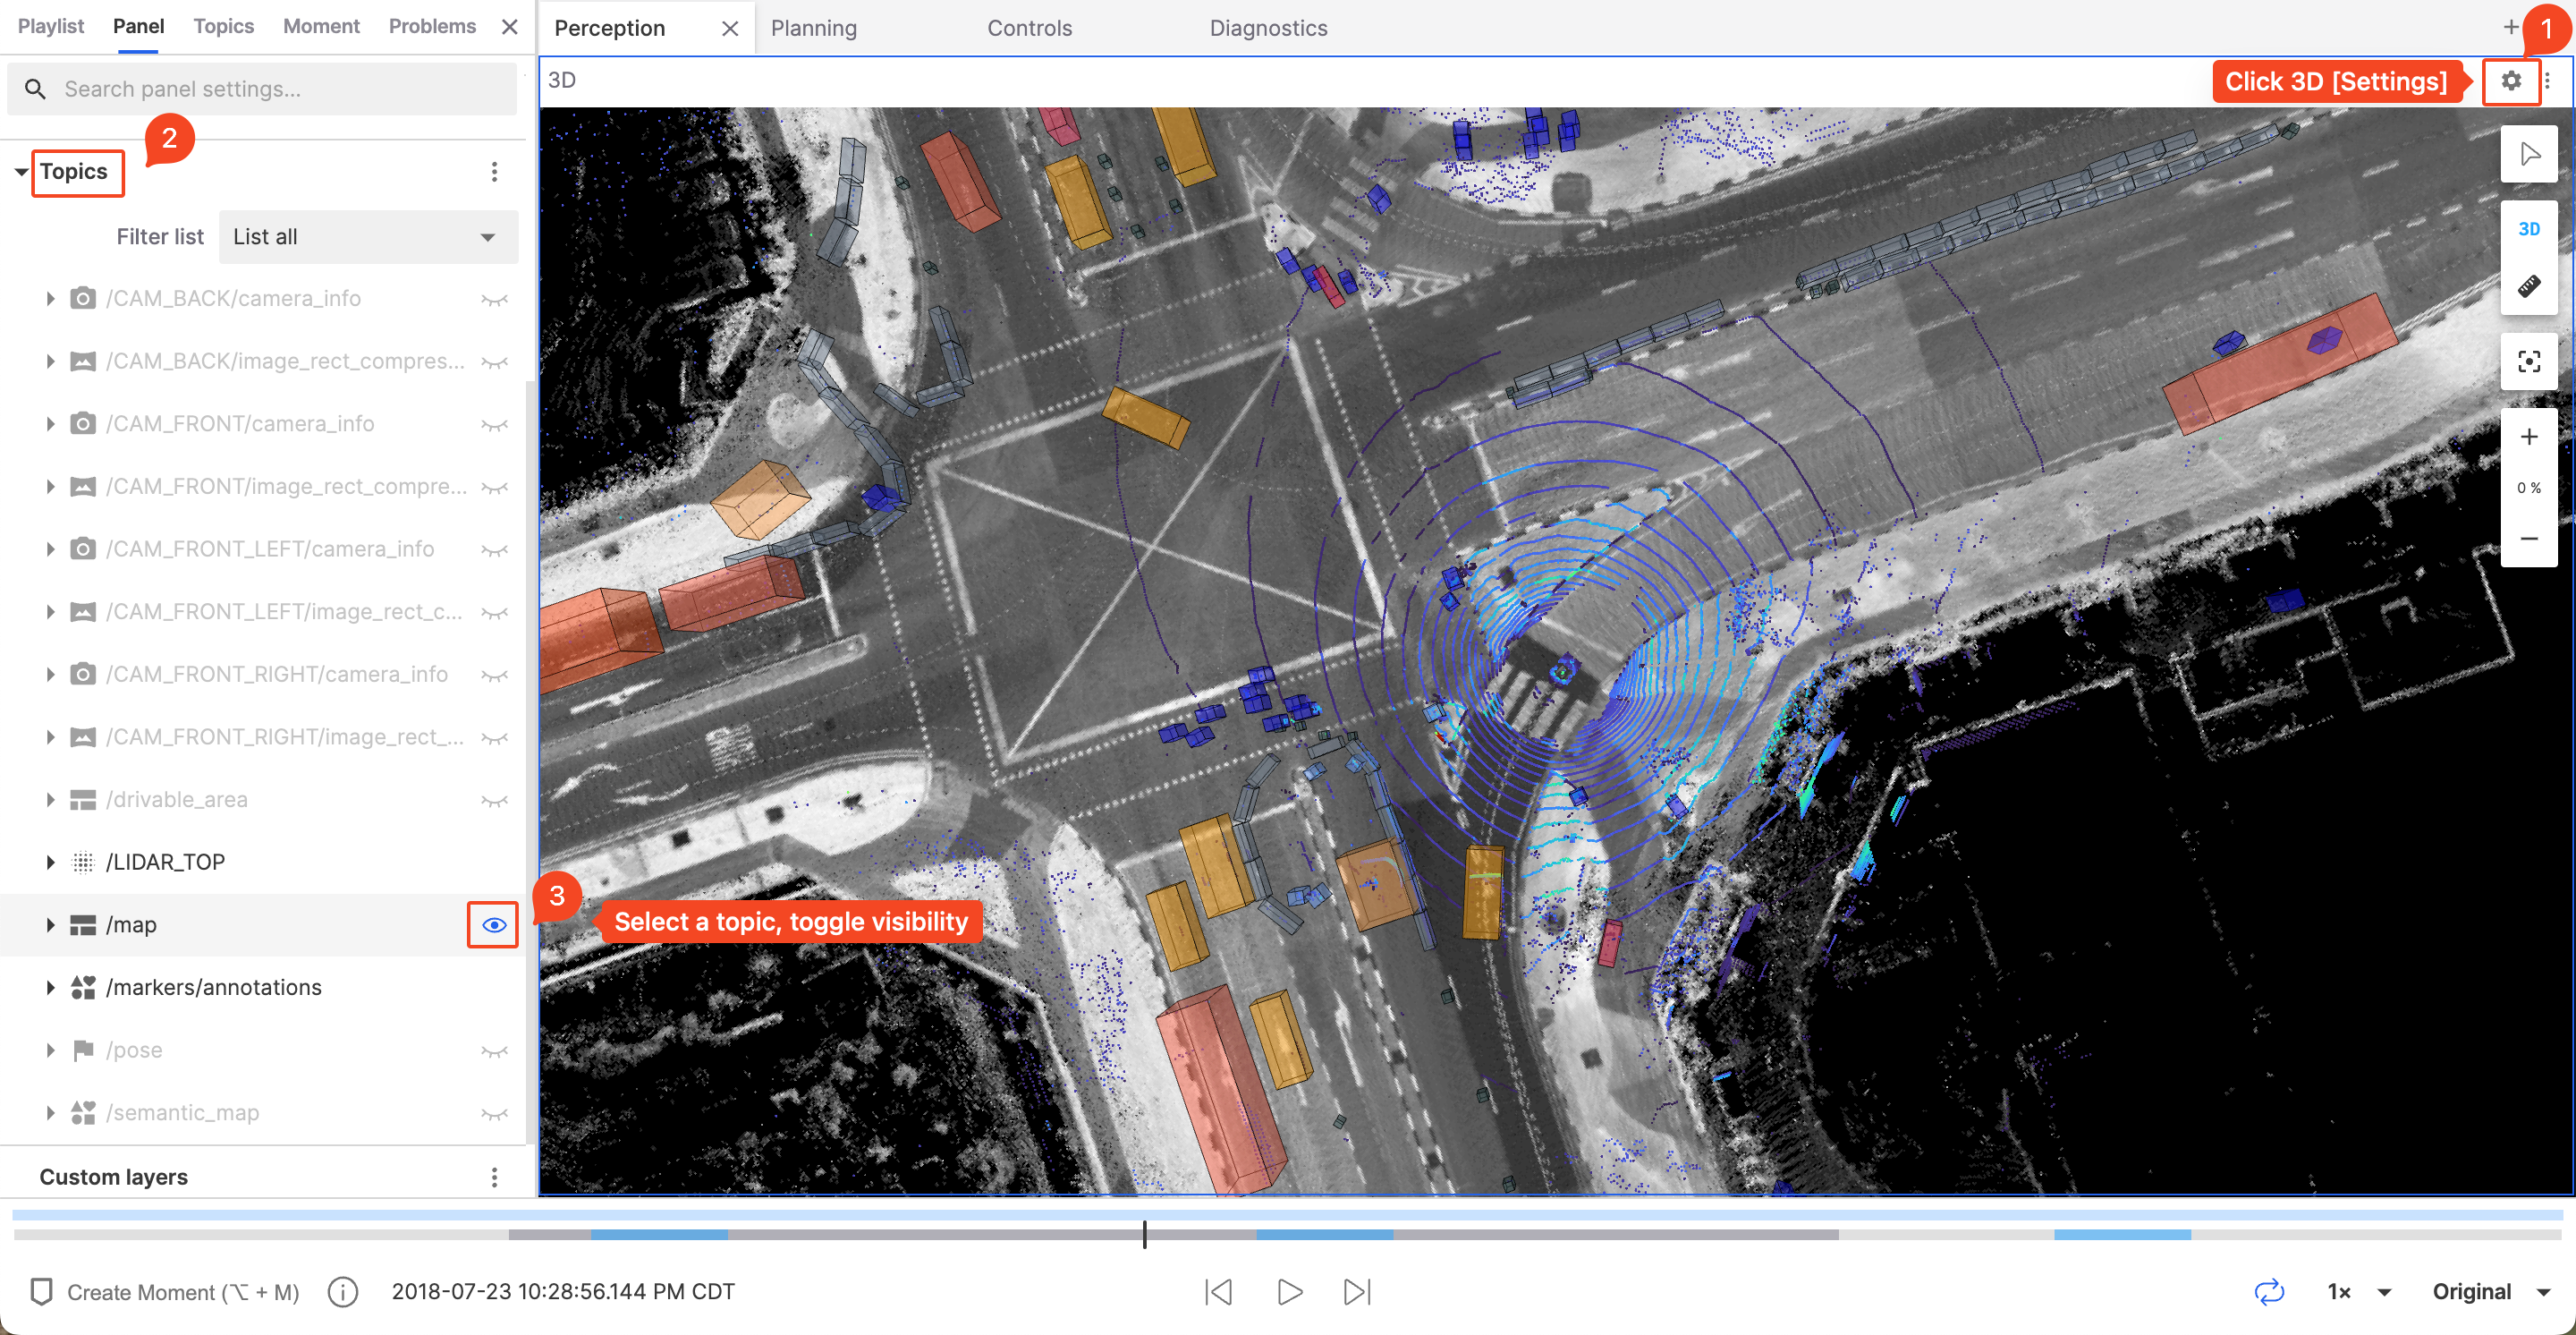 Playlist Panel Topics Moment Problems
Perception Planning Controls Diagnostics
1
Search panel settings...
3D
Click 3D [Settings]
2
Topics
Filter list List all
/CAM_BACK/camera_info
/CAM_BACK/image_rect_compres...
/CAM_FRONT/camera_info
/CAM_FRONT/image_rect_compre...
/CAM_FRONT_LEFT/camera_info
/CAM_FRONT_LEFT/image_rect_c...
/CAM_FRONT_RIGHT/camera_info
/CAM_FRONT_RIGHT/image_rect_...
/drivable_area
/LIDAR_TOP
/map
3
Select a topic, toggle visibility
/markers/annotations
/pose
/semantic_map
Custom layers
3D
0 %
Create Moment (⌥ + M)
2018-07-23 10:28:56.144 PM CDT
1×
Original